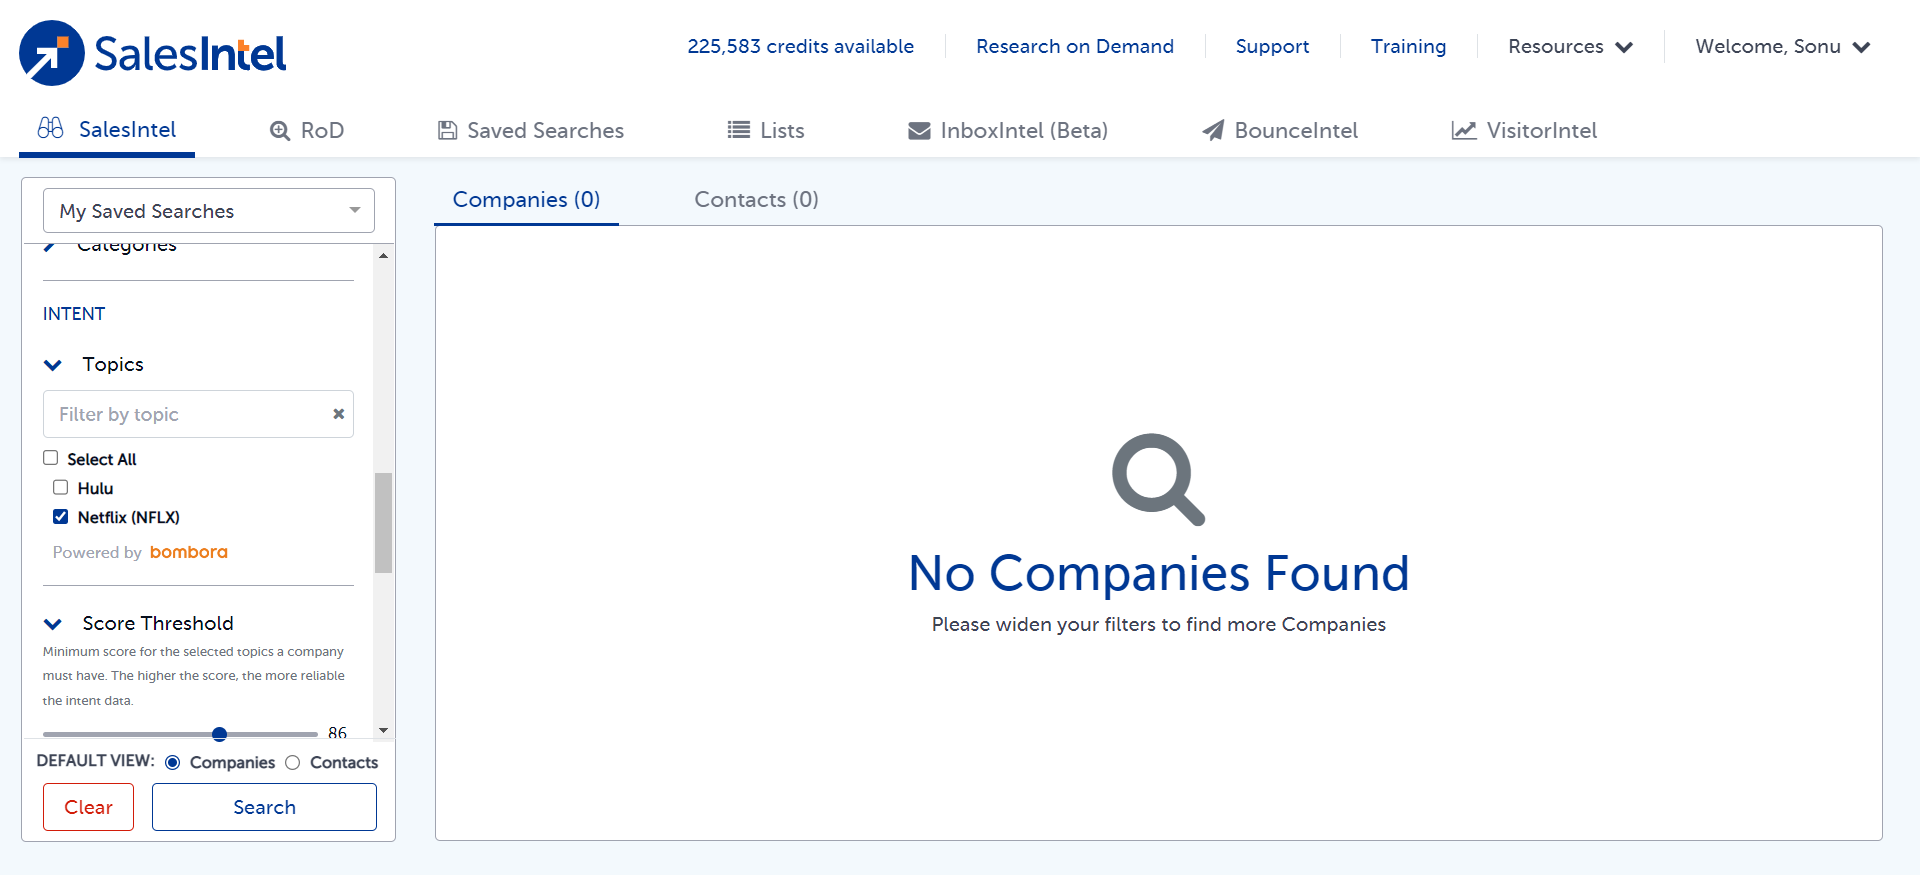 SalesIntel
225,583 credits available
Research on Demand
Support
Training
Resources
Welcome, Sonu
SalesIntel
RoD
Saved Searches
Lists
InboxIntel (Beta)
BounceIntel
VisitorIntel
My Saved Searches
Categories
INTENT
Topics
Filter by topic
Select All
Hulu
Netflix (NFLX)
Powered by bombora
Score Threshold
Minimum score for the selected topics a company
must have. The higher the score, the more reliable
the intent data.
86
DEFAULT VIEW: Companies Contacts
Clear
Search
Companies (0)
Contacts (0)
No Companies Found
Please widen your filters to find more Companies